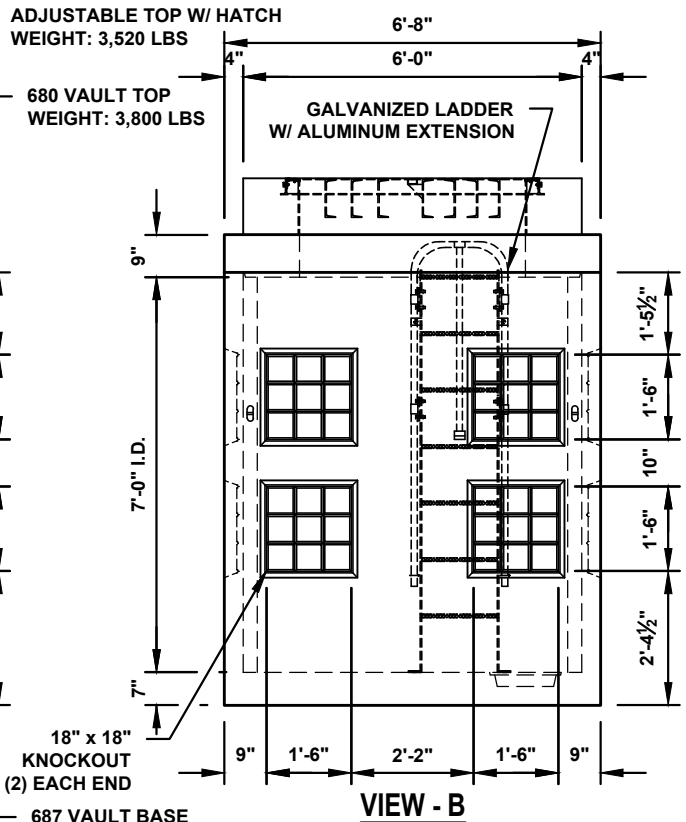 ADJUSTABLE TOP W/ HATCH
WEIGHT: 3,520 LBS
6'-8"
4"
6'-0"
4"
680 VAULT TOP
WEIGHT: 3,800 LBS
GALVANIZED LADDER
W/ ALUMINUM EXTENSION
9"
7'-0" I.D.
7"
1'-5½"
1'-6"
10"
1'-6"
2'-4½"
18" x 18"
KNOCKOUT
(2) EACH END
9"
1'-6"
2'-2"
1'-6"
9"
687 VAULT BASE
VIEW - B